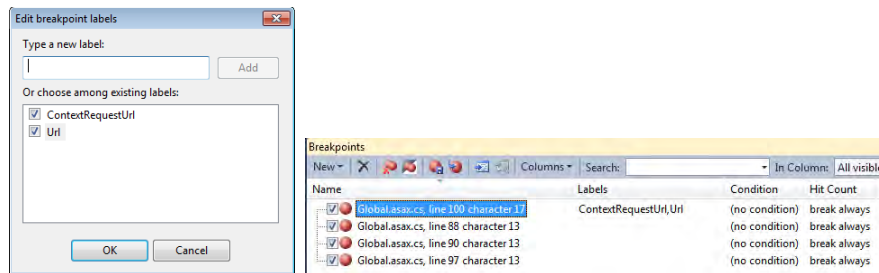 Edit breakpoint labels
Type a new label:
Add
Or choose among existing labels:
ContextRequestUrl
Url
OK Cancel
Breakpoints
New Columns Search: In Column: All visible
Name Labels Condition Hit Count
Global.asax.cs, line 100 character 17 ContextRequestUrl,Url (no condition) break always
Global.asax.cs, line 88 character 13 (no condition) break always
Global.asax.cs, line 90 character 13 (no condition) break always
Global.asax.cs, line 97 character 13 (no condition) break always